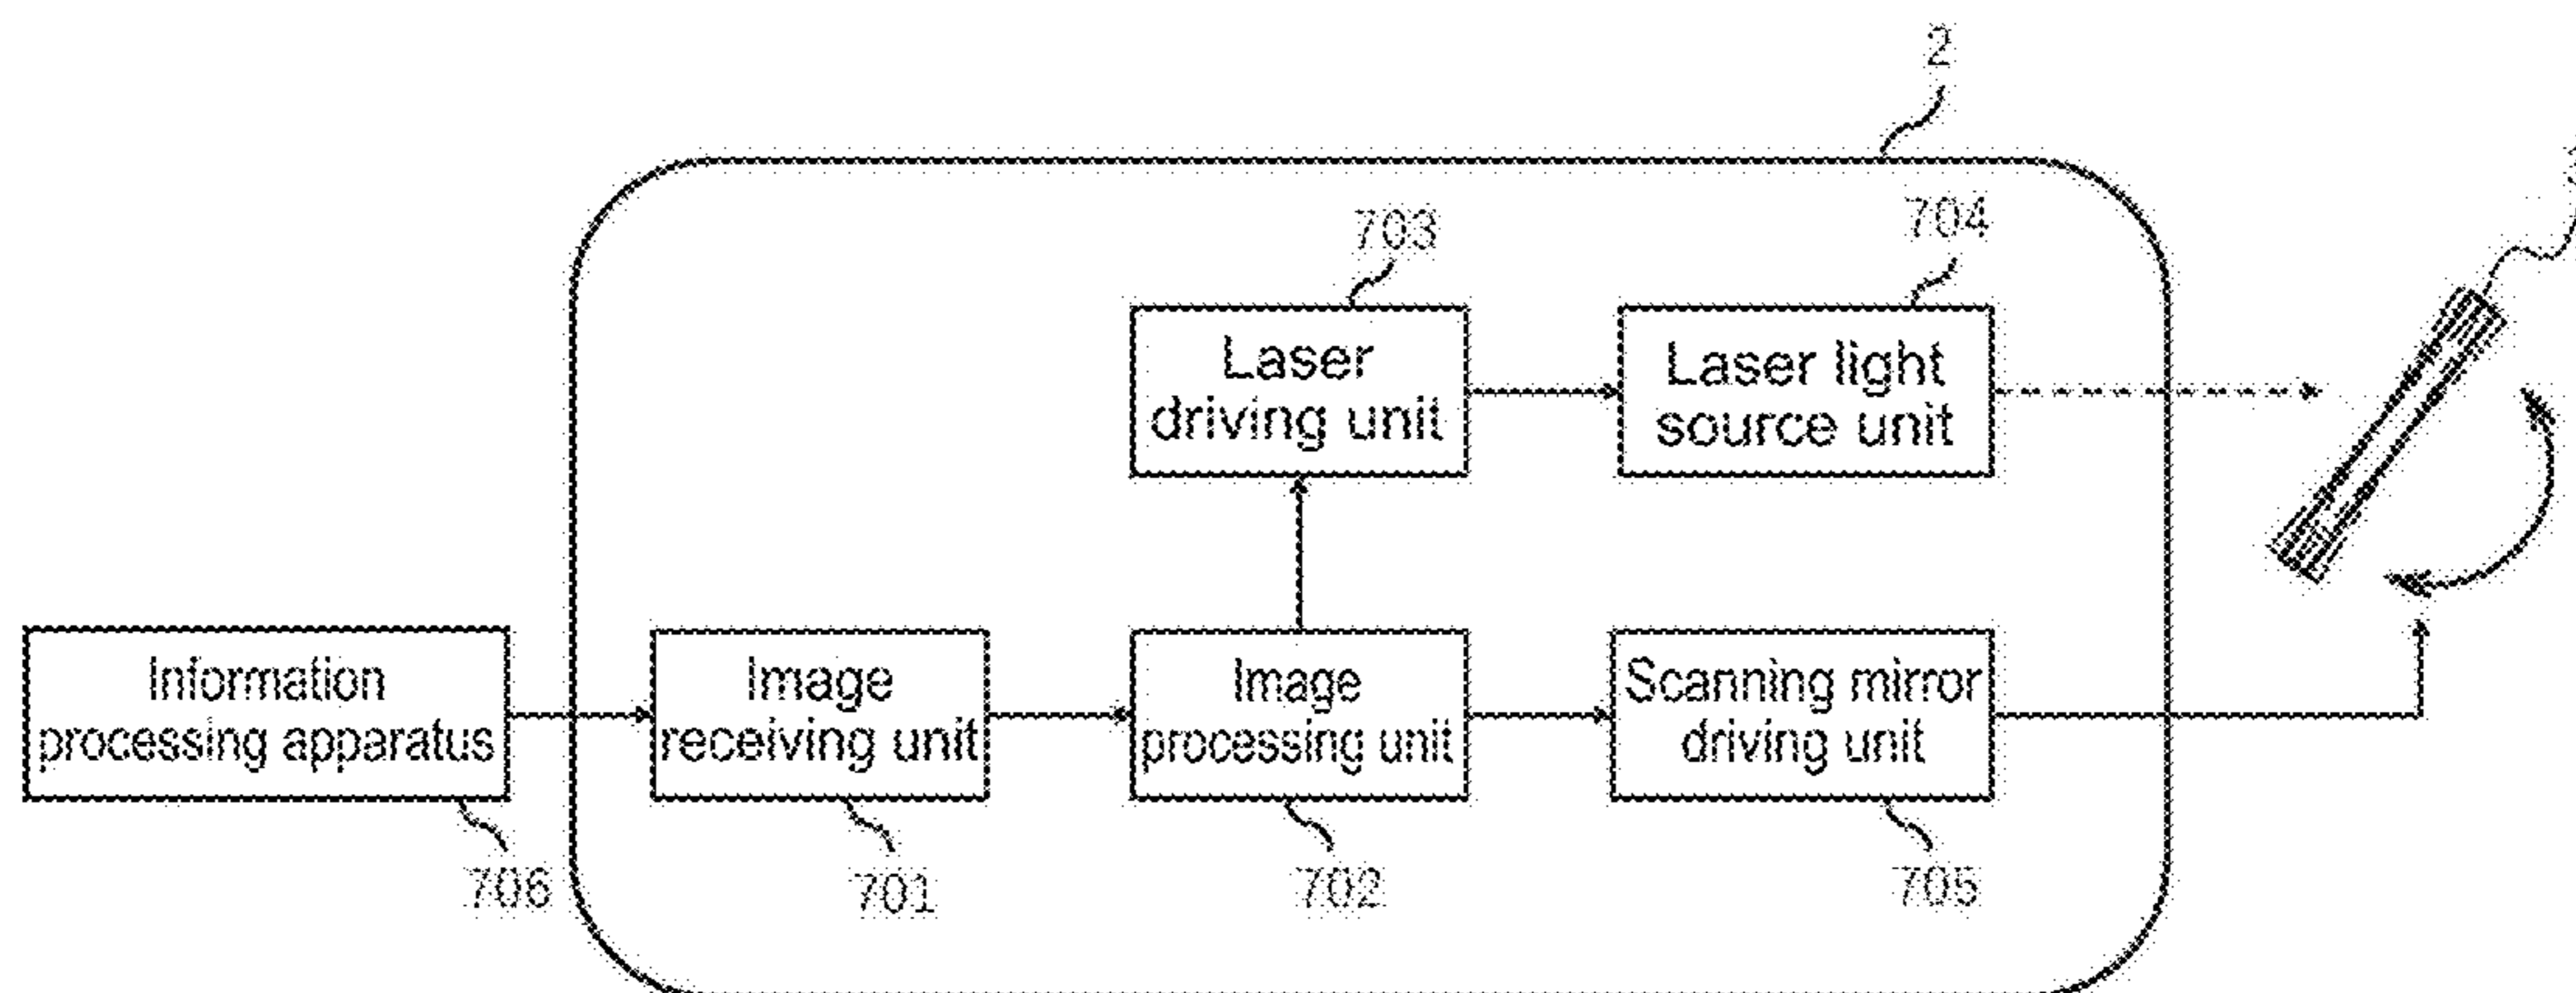 2
703
704
Laser
driving unit
Laser light
source unit
Information
processing apparatus
Image
receiving unit
Image
processing unit
Scanning mirror
driving unit
706
701
702
705